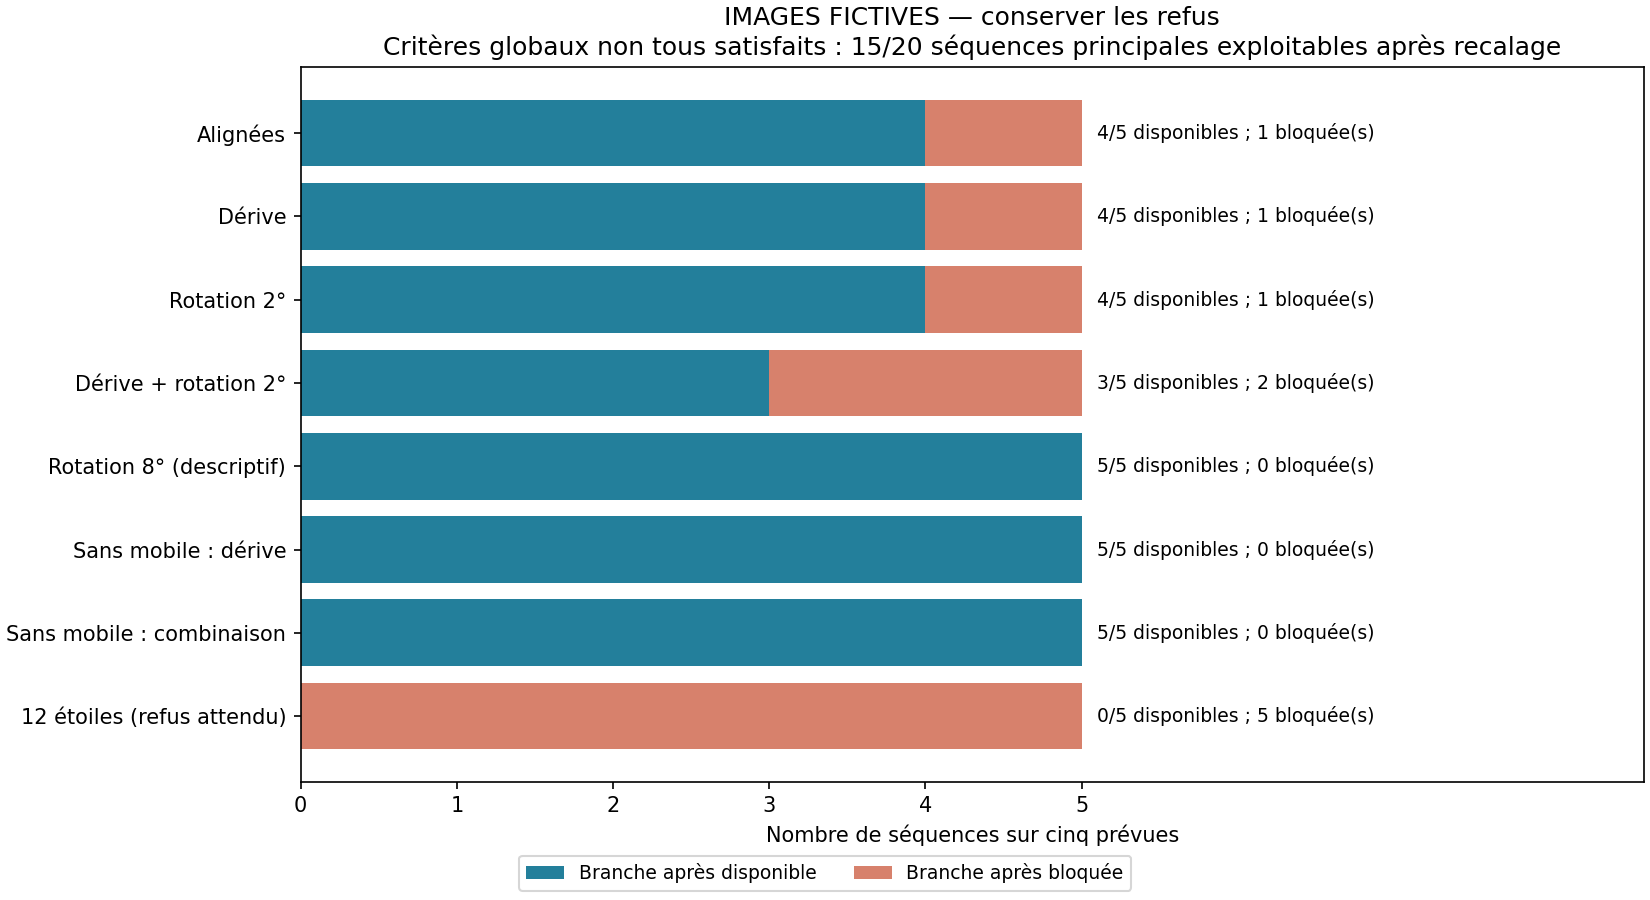 IMAGES FICTIVES — conserver les refus
Critères globaux non tous satisfaits : 15/20 séquences principales exploitables après recalage
Alignées
4/5 disponibles ; 1 bloquée(s)
Dérive
4/5 disponibles ; 1 bloquée(s)
Rotation 2°
4/5 disponibles ; 1 bloquée(s)
Dérive + rotation 2°
3/5 disponibles ; 2 bloquée(s)
Rotation 8° (descriptif)
5/5 disponibles ; 0 bloquée(s)
Sans mobile : dérive
5/5 disponibles ; 0 bloquée(s)
Sans mobile : combinaison
5/5 disponibles ; 0 bloquée(s)
12 étoiles (refus attendu)
0/5 disponibles ; 5 bloquée(s)
0 1 2 3 4 5
Nombre de séquences sur cinq prévues
Branche après disponible Branche après bloquée